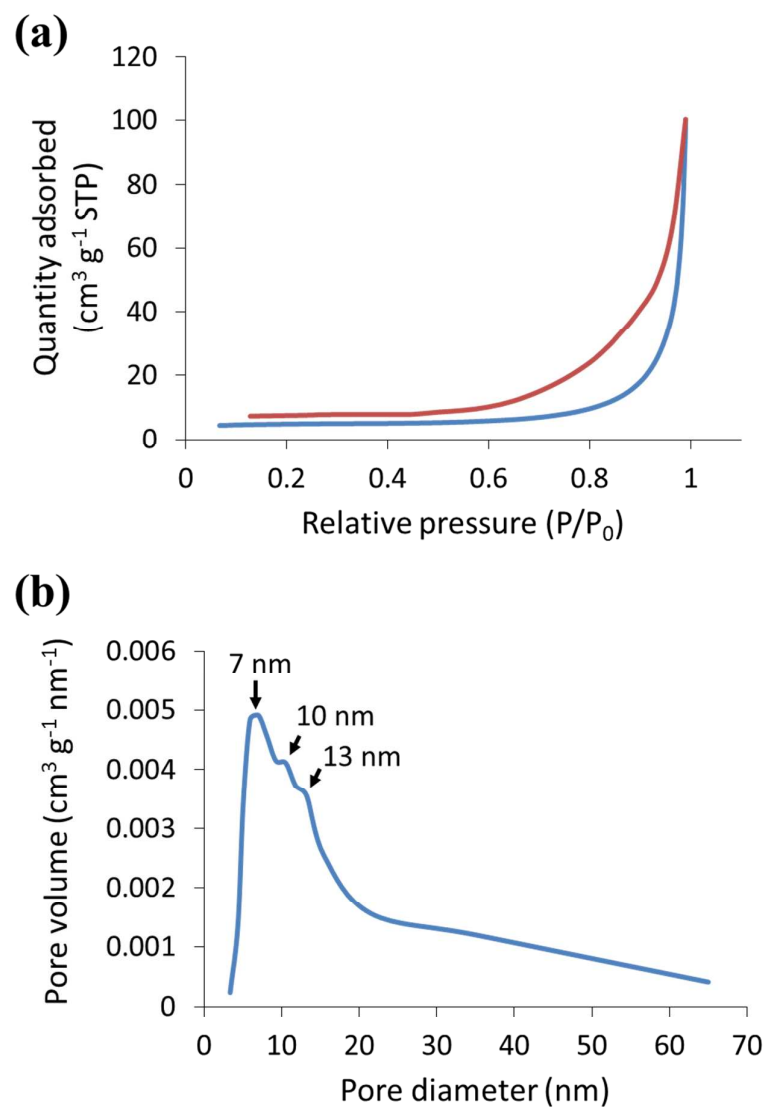 (a)
120
100
80
60
40
20
0
Quantity adsorbed
(cm³ g⁻¹ STP)
0 0.2 0.4 0.6 0.8 1
Relative pressure (P/P₀)
(b)
0.006
0.005
0.004
0.003
0.002
0.001
0
Pore volume (cm³ g⁻¹ nm⁻¹)
7 nm
10 nm
13 nm
0 10 20 30 40 50 60 70
Pore diameter (nm)